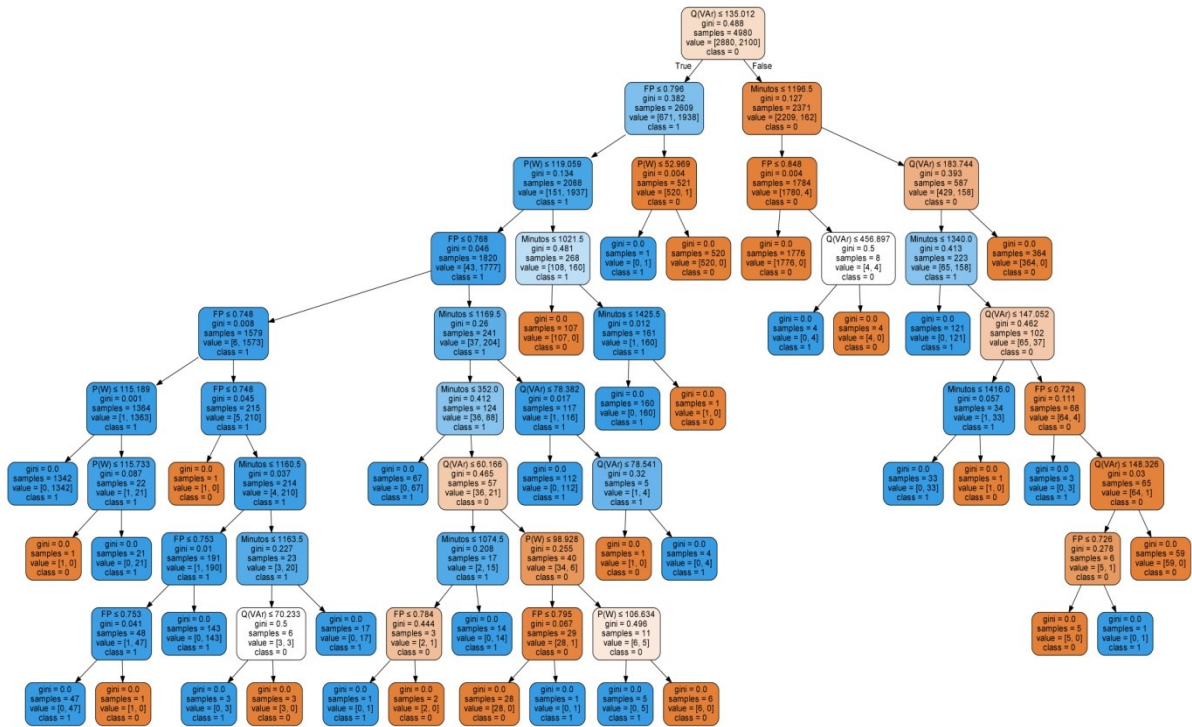 Q(VAr) ≤ 135.012
gini = 0.488
samples = 4980
value = [2880, 2100]
class = 0
True
False
FP ≤ 0.796
gini = 0.382
samples = 2609
value = [671, 1938]
class = 1
Minutos ≤ 1196.5
gini = 0.127
samples = 2371
value = [2209, 162]
class = 0
P(W) ≤ 119.059
gini = 0.134
samples = 2088
value = [151, 1937]
class = 1
P(W) ≤ 52.969
gini = 0.004
samples = 521
value = [520, 1]
class = 0
FP ≤ 0.848
gini = 0.004
samples = 1784
value = [1780, 4]
class = 0
Q(VAr) ≤ 183.744
gini = 0.393
samples = 587
value = [429, 158]
class = 0
FP ≤ 0.768
gini = 0.046
samples = 1820
value = [43, 1777]
class = 1
Minutos ≤ 1021.5
gini = 0.481
samples = 268
value = [108, 160]
class = 1
gini = 0.0
samples = 1
value = [0, 1]
class = 1
gini = 0.0
samples = 520
value = [520, 0]
class = 0
gini = 0.0
samples = 1776
value = [1776, 0]
class = 0
Q(VAr) ≤ 456.897
gini = 0.5
samples = 8
value = [4, 4]
class = 0
Minutos ≤ 1340.0
gini = 0.413
samples = 223
value = [65, 158]
class = 1
gini = 0.0
samples = 364
value = [364, 0]
class = 0
FP ≤ 0.748
gini = 0.008
samples = 1579
value = [6, 1573]
class = 1
Minutos ≤ 1169.5
gini = 0.26
samples = 241
value = [37, 204]
class = 1
gini = 0.0
samples = 107
value = [107, 0]
class = 0
Minutos ≤ 1425.5
gini = 0.012
samples = 161
value = [1, 160]
class = 1
gini = 0.0
samples = 4
value = [0, 4]
class = 1
gini = 0.0
samples = 4
value = [4, 0]
class = 0
gini = 0.0
samples = 121
value = [0, 121]
class = 1
Q(VAr) ≤ 147.052
gini = 0.462
samples = 102
value = [65, 37]
class = 0
P(W) ≤ 115.189
gini = 0.001
samples = 1364
value = [1, 1363]
class = 1
FP ≤ 0.748
gini = 0.045
samples = 215
value = [5, 210]
class = 1
Minutos ≤ 352.0
gini = 0.412
samples = 124
value = [36, 88]
class = 1
Q(VAr) ≤ 78.382
gini = 0.017
samples = 117
value = [1, 116]
class = 1
gini = 0.0
samples = 160
value = [0, 160]
class = 1
gini = 0.0
samples = 1
value = [1, 0]
class = 0
Minutos ≤ 1416.0
gini = 0.057
samples = 34
value = [1, 33]
class = 1
FP ≤ 0.724
gini = 0.111
samples = 68
value = [64, 4]
class = 0
gini = 0.0
samples = 1342
value = [0, 1342]
class = 1
P(W) ≤ 115.733
gini = 0.087
samples = 22
value = [1, 21]
class = 1
gini = 0.0
samples = 1
value = [1, 0]
class = 0
Minutos ≤ 1160.5
gini = 0.037
samples = 214
value = [4, 210]
class = 1
gini = 0.0
samples = 67
value = [0, 67]
class = 1
Q(VAr) ≤ 60.166
gini = 0.465
samples = 57
value = [36, 21]
class = 0
gini = 0.0
samples = 112
value = [0, 112]
class = 1
Q(VAr) ≤ 78.541
gini = 0.32
samples = 5
value = [1, 4]
class = 1
gini = 0.0
samples = 33
value = [0, 33]
class = 1
gini = 0.0
samples = 1
value = [1, 0]
class = 0
gini = 0.0
samples = 3
value = [0, 3]
class = 1
Q(VAr) ≤ 148.326
gini = 0.03
samples = 65
value = [64, 1]
class = 0
gini = 0.0
samples = 1
value = [1, 0]
class = 0
gini = 0.0
samples = 21
value = [0, 21]
class = 1
FP ≤ 0.753
gini = 0.01
samples = 191
value = [1, 190]
class = 1
Minutos ≤ 1163.5
gini = 0.227
samples = 23
value = [3, 20]
class = 1
Minutos ≤ 1074.5
gini = 0.208
samples = 17
value = [2, 15]
class = 1
P(W) ≤ 98.928
gini = 0.255
samples = 40
value = [34, 6]
class = 0
gini = 0.0
samples = 1
value = [1, 0]
class = 0
gini = 0.0
samples = 4
value = [0, 4]
class = 1
FP ≤ 0.726
gini = 0.278
samples = 6
value = [5, 1]
class = 0
gini = 0.0
samples = 59
value = [59, 0]
class = 0
FP ≤ 0.753
gini = 0.041
samples = 48
value = [1, 47]
class = 1
gini = 0.0
samples = 143
value = [0, 143]
class = 1
Q(VAr) ≤ 70.233
gini = 0.5
samples = 6
value = [3, 3]
class = 0
gini = 0.0
samples = 17
value = [0, 17]
class = 1
FP ≤ 0.784
gini = 0.444
samples = 3
value = [2, 1]
class = 0
gini = 0.0
samples = 14
value = [0, 14]
class = 1
FP ≤ 0.795
gini = 0.067
samples = 29
value = [28, 1]
class = 0
P(W) ≤ 106.634
gini = 0.496
samples = 11
value = [6, 5]
class = 0
gini = 0.0
samples = 5
value = [5, 0]
class = 0
gini = 0.0
samples = 1
value = [0, 1]
class = 1
gini = 0.0
samples = 47
value = [0, 47]
class = 1
gini = 0.0
samples = 1
value = [1, 0]
class = 0
gini = 0.0
samples = 3
value = [0, 3]
class = 1
gini = 0.0
samples = 3
value = [3, 0]
class = 0
gini = 0.0
samples = 1
value = [0, 1]
class = 1
gini = 0.0
samples = 2
value = [2, 0]
class = 0
gini = 0.0
samples = 28
value = [28, 0]
class = 0
gini = 0.0
samples = 1
value = [0, 1]
class = 1
gini = 0.0
samples = 5
value = [0, 5]
class = 1
gini = 0.0
samples = 6
value = [6, 0]
class = 0